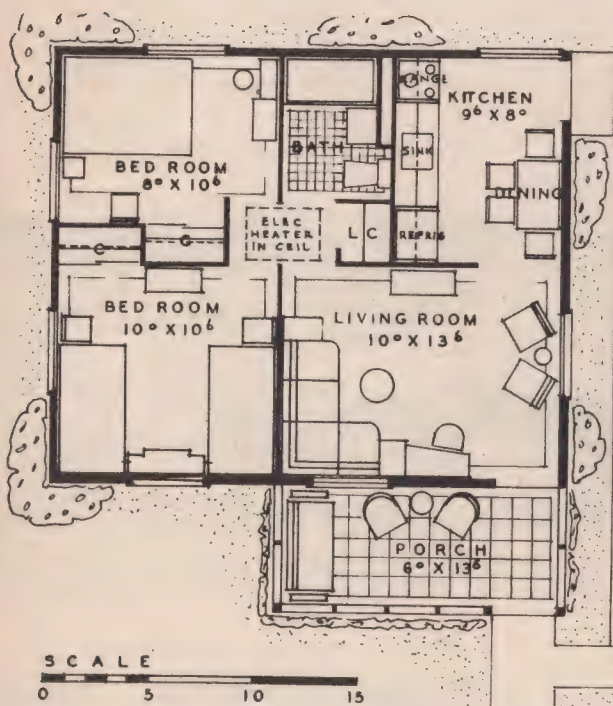 RANGE
KITCHEN
9⁶ X 8⁰
BATH
SINK
BED ROOM
8⁰ X 10⁶
DINING
ELEC
HEATER
IN CEIL
L C
REFRIG
C
C
BED ROOM
10⁰ X 10⁶
LIVING ROOM
10⁰ X 13⁶
PORCH
6⁰ X 13⁶
SCALE
0 5 10 15